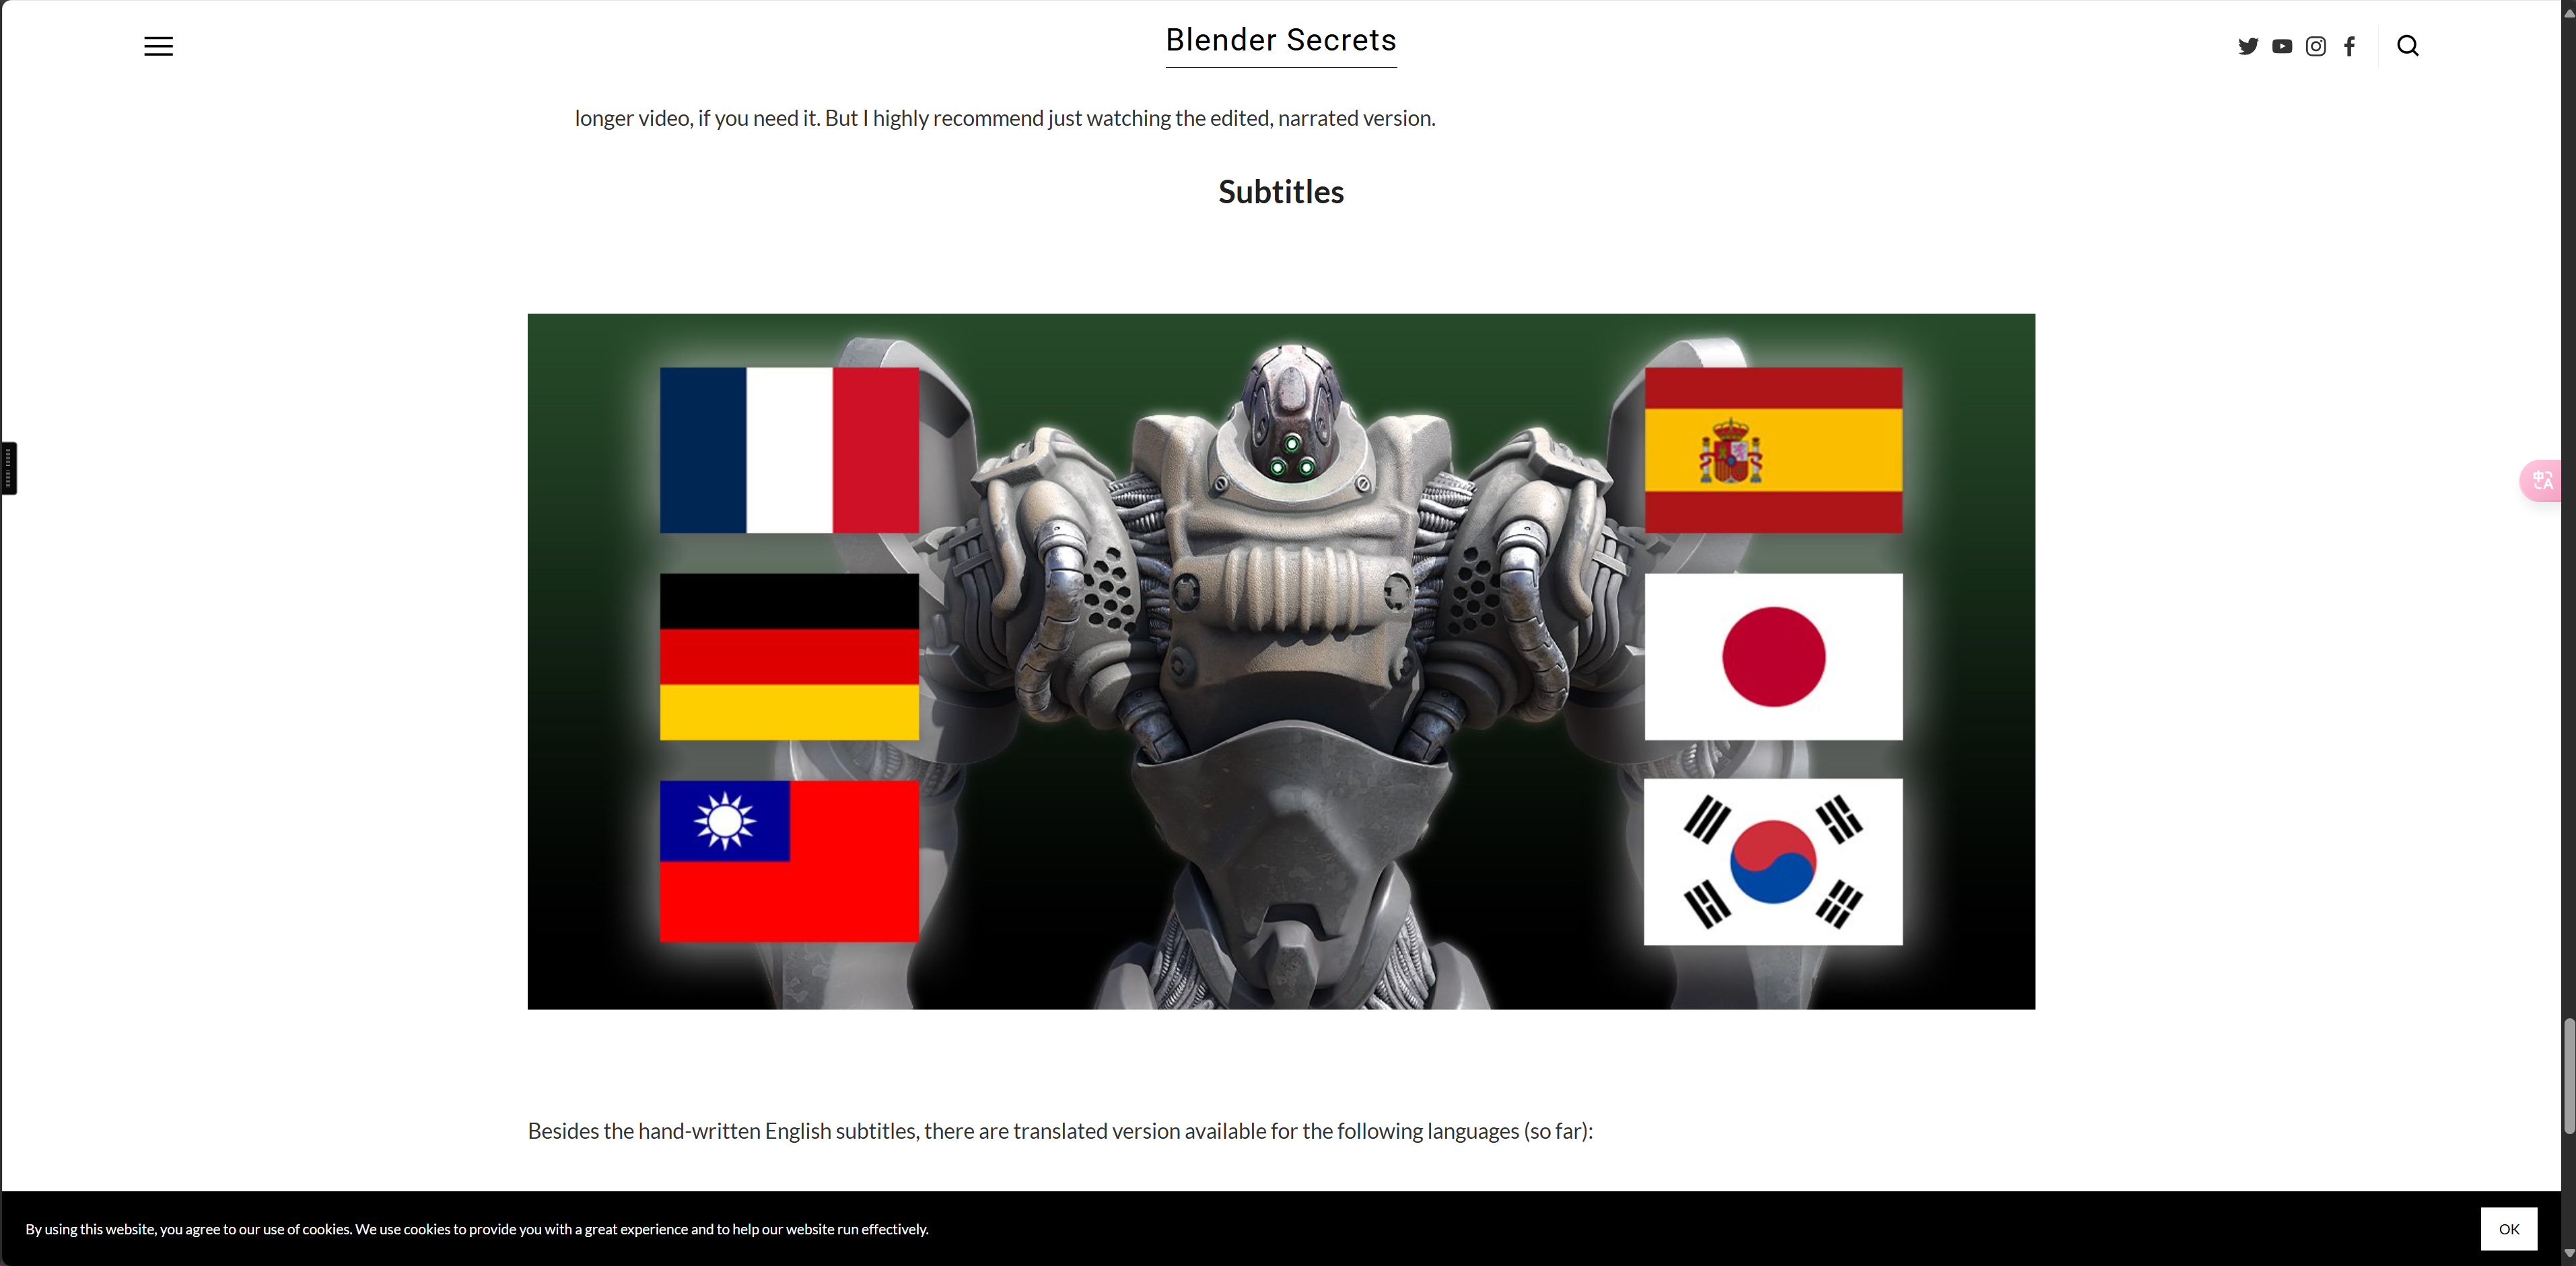 Blender Secrets
longer video, if you need it. But I highly recommend just watching the edited, narrated version.
Subtitles
中
A
Besides the hand-written English subtitles, there are translated version available for the following languages (so far):
By using this website, you agree to our use of cookies. We use cookies to provide you with a great experience and to help our website run effectively.
OK